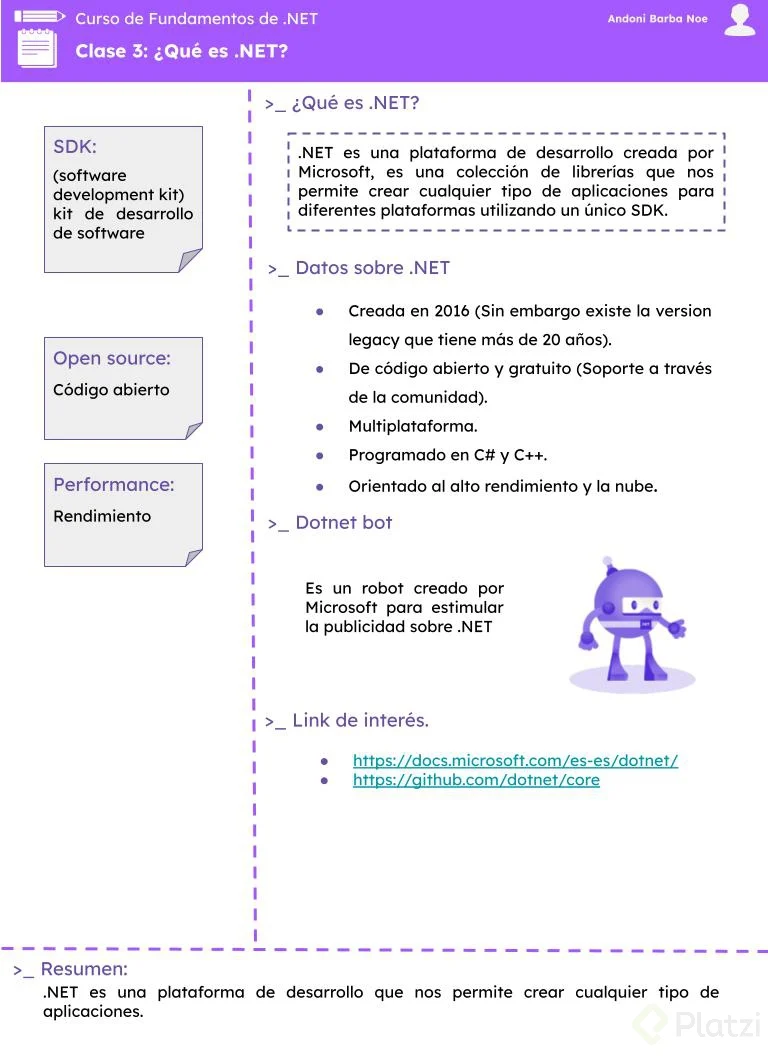 Curso de Fundamentos de .NET
Andoni Barba Noe
Clase 3: ¿Qué es .NET?
SDK:
(software
development kit)
kit de desarrollo
de software
Open source:
Código abierto
Performance:
Rendimiento
>_ ¿Qué es .NET?
.NET es una plataforma de desarrollo creada por
Microsoft, es una colección de librerías que nos
permite crear cualquier tipo de aplicaciones para
diferentes plataformas utilizando un único SDK.
>_ Datos sobre .NET
● Creada en 2016 (Sin embargo existe la version
legacy que tiene más de 20 años).
● De código abierto y gratuito (Soporte a través
de la comunidad).
● Multiplataforma.
● Programado en C# y C++.
● Orientado al alto rendimiento y la nube.
>_ Dotnet bot
Es un robot creado por
Microsoft para estimular
la publicidad sobre .NET
.NET
>_ Link de interés.
● https://docs.microsoft.com/es-es/dotnet/
● https://github.com/dotnet/core
>_ Resumen:
.NET es una plataforma de desarrollo que nos permite crear cualquier tipo de
aplicaciones.
Platzi